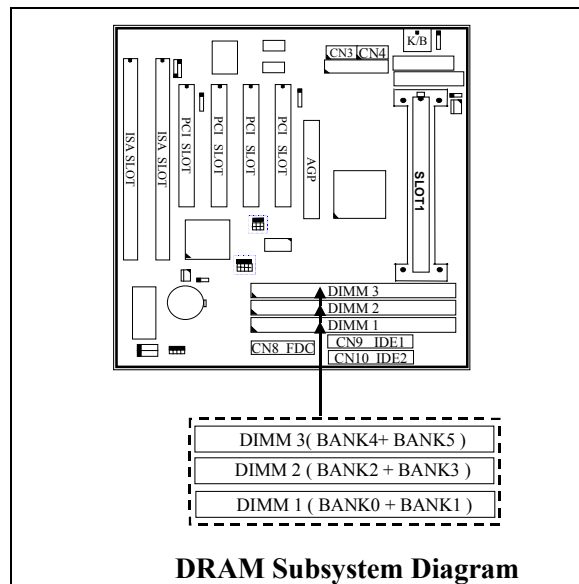 K/B
CN3 CN4
ISA SLOT
ISA SLOT
PCI SLOT
PCI SLOT
PCI SLOT
PCI SLOT
AGP
SLOT1
DIMM 3
DIMM 2
DIMM 1
CN8 FDC
CN9 IDE1
CN10 IDE2
DIMM 3( BANK4+ BANK5 )
DIMM 2 ( BANK2 + BANK3 )
DIMM 1 ( BANK0 + BANK1 )
DRAM Subsystem Diagram